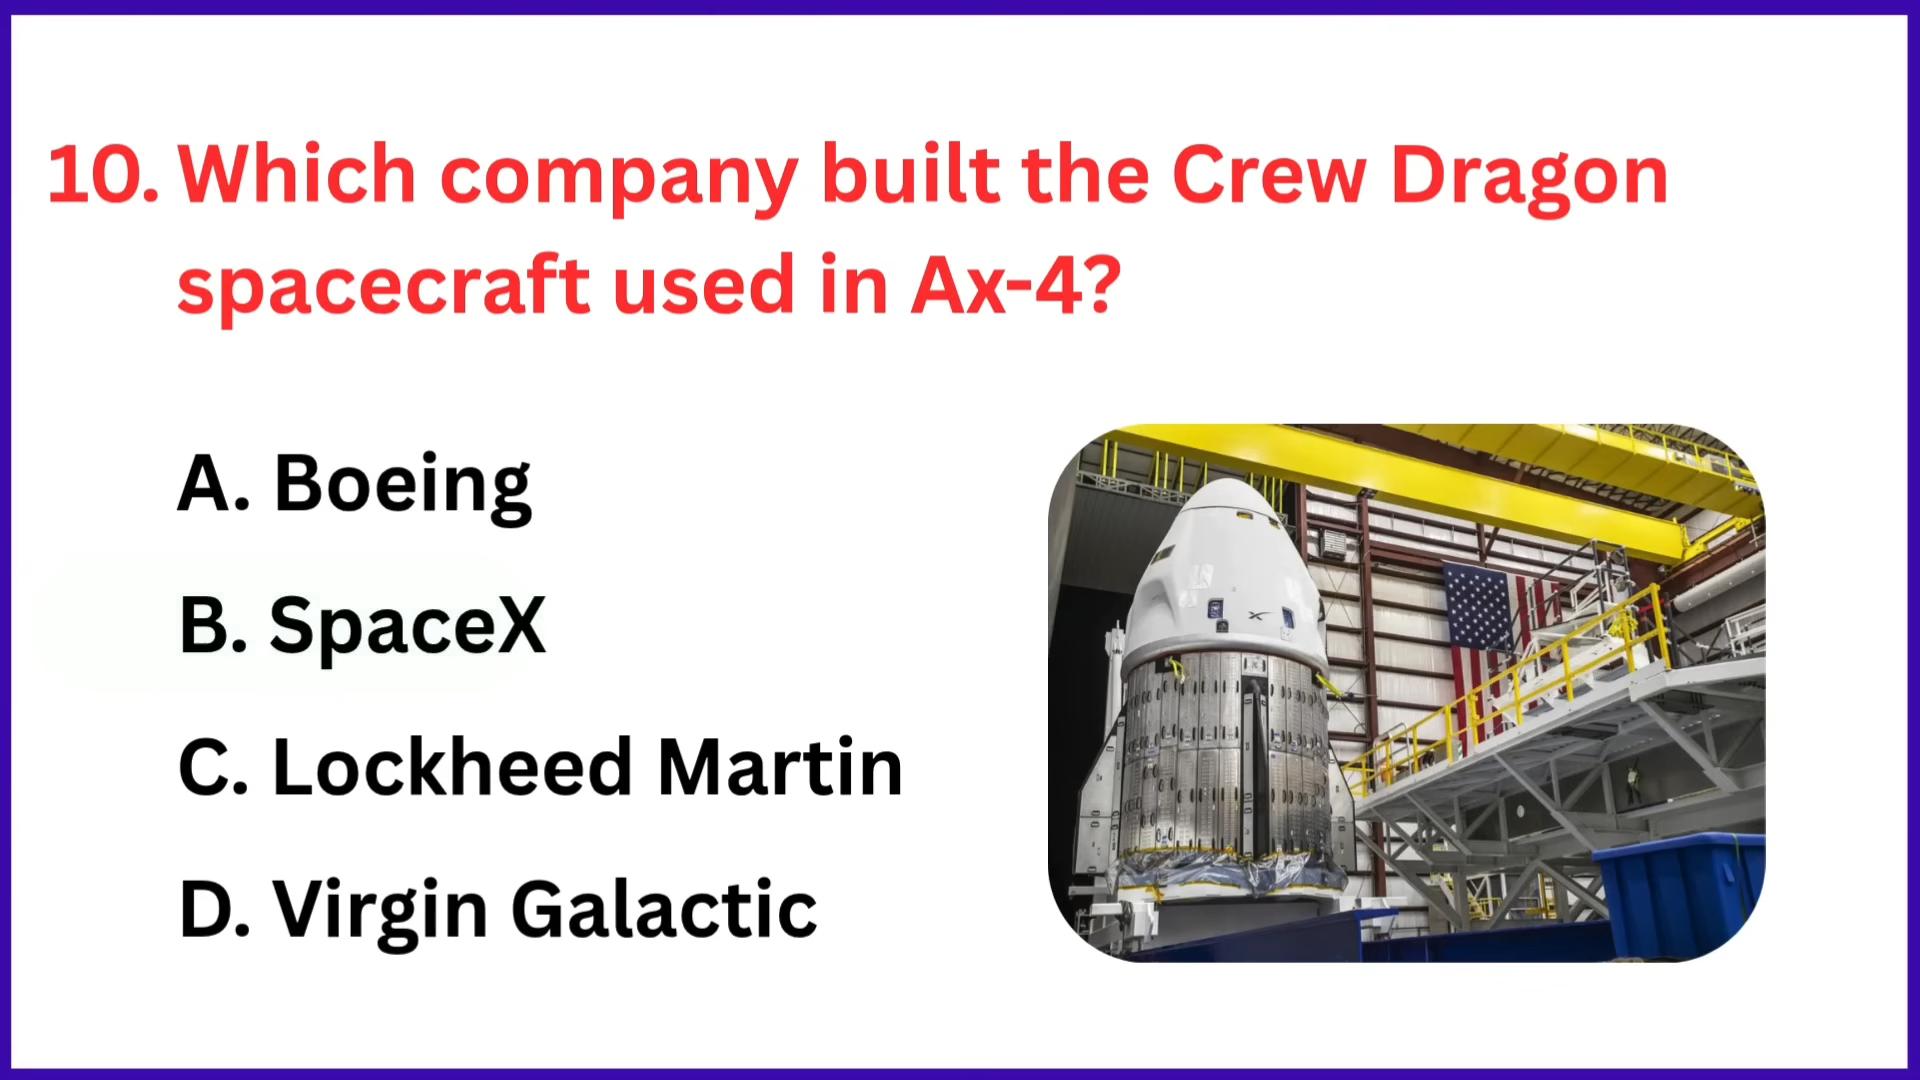 10. Which company built the Crew Dragon
spacecraft used in Ax-4?
A. Boeing
B. SpaceX
C. Lockheed Martin
D. Virgin Galactic